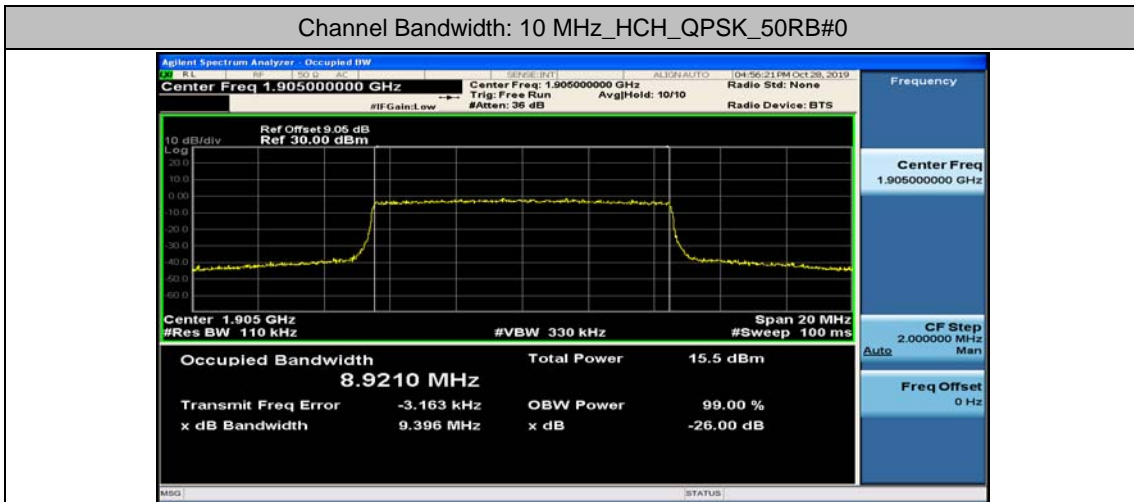 Channel Bandwidth: 10 MHz_HCH_QPSK_50RB#0
Agilent Spectrum Analyzer - Occupied BW
LXI RL RF 50 Ω AC SENSE:INT ALIGNAUTO 04:56:21 PM Oct 28, 2019
Center Freq 1.905000000 GHz
Center Freq: 1.905000000 GHz
Radio Std: None
Trig: Free Run Avg|Hold: 10/10
#IFGain:Low #Atten: 36 dB Radio Device: BTS
Ref Offset 9.05 dB
10 dB/div Ref 30.00 dBm
Log
20.0
10.0
0.00
-10.0
-20.0
-30.0
-40.0
-50.0
-60.0
Center 1.905 GHz Span 20 MHz
#Res BW 110 kHz #VBW 330 kHz #Sweep 100 ms
Occupied Bandwidth Total Power 15.5 dBm
8.9210 MHz
Transmit Freq Error -3.163 kHz OBW Power 99.00 %
x dB Bandwidth 9.396 MHz x dB -26.00 dB
MSG STATUS
Frequency
Center Freq
1.905000000 GHz
CF Step
2.000000 MHz
Auto Man
Freq Offset
0 Hz